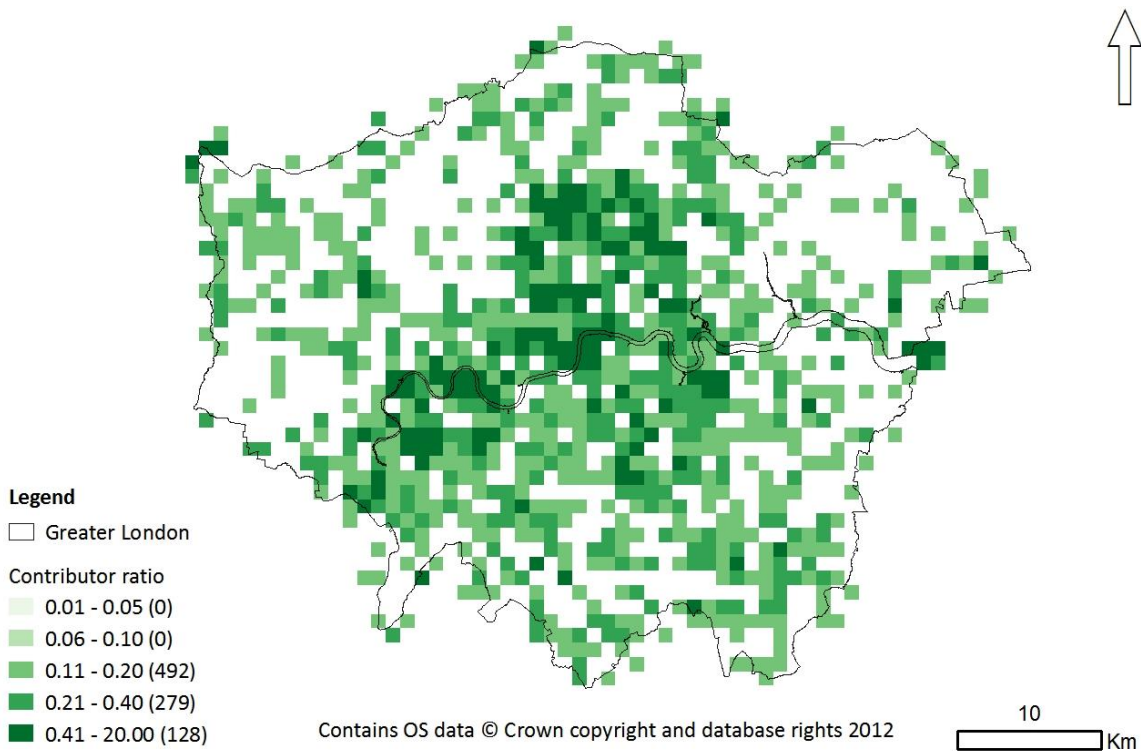 Legend
Greater London
Contributor ratio
0.01 - 0.05 (0)
0.06 - 0.10 (0)
0.11 - 0.20 (492)
0.21 - 0.40 (279)
0.41 - 20.00 (128)
Contains OS data © Crown copyright and database rights 2012
10
Km